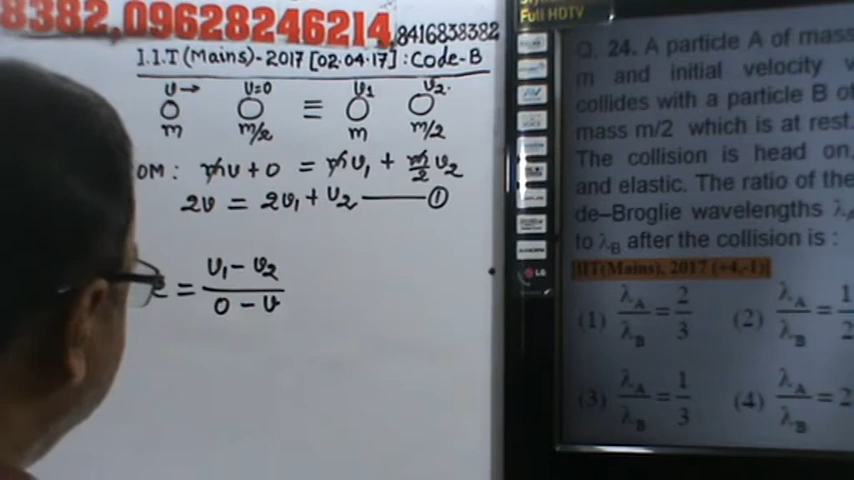 8382,09628246214,8416838382
I.I.T(Mains)-2017 [02.04.17] : Code-B
v→ v=0 v₁ v₂
≡
m m/2 m m/2
OM : mv + 0 = mv₁ + m/2 v₂
2v = 2v₁ + v₂ —— ①
= (v₁ - v₂)/(0 - v)
Full HDTV
Q. 24. A particle A of mass
m and initial velocity v
collides with a particle B of
mass m/2 which is at rest.
The collision is head on,
and elastic. The ratio of the
de-Broglie wavelengths λA
to λB after the collision is :
IIT(Mains), 2017 (+4,-1)
(1) λA/λB = 2/3 (2) λA/λB = 1/2
(3) λA/λB = 1/3 (4) λA/λB = 2
LG